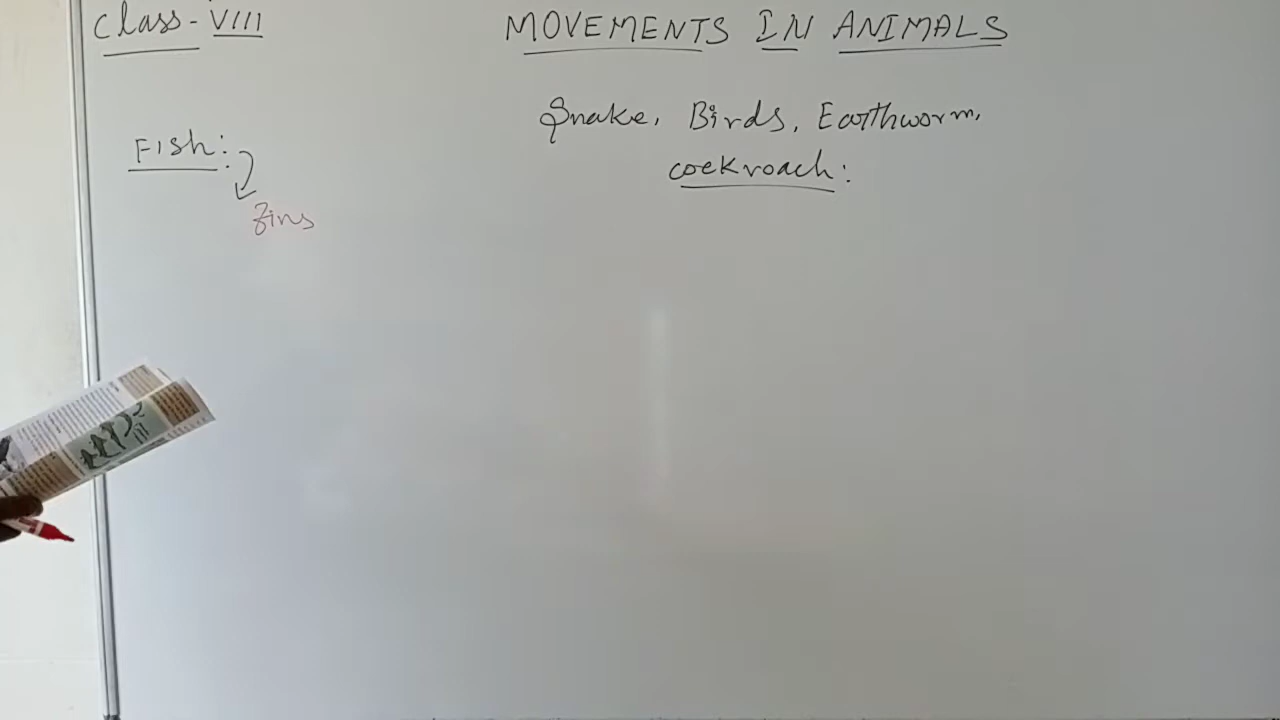 Class - VIII
MOVEMENTS IN ANIMALS
Snake, Birds, Earthworm,
cockroach:
Fish:
Fins